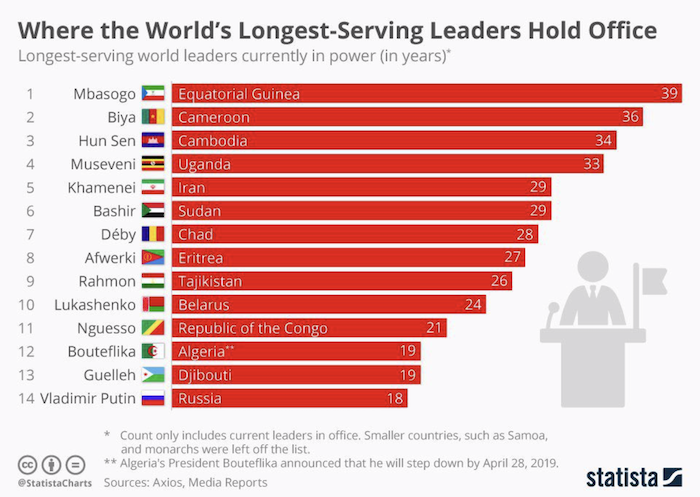 Where the World's Longest-Serving Leaders Hold Office
Longest-serving world leaders currently in power (in years)*
1 Mbasogo Equatorial Guinea 39
2 Biya Cameroon 36
3 Hun Sen Cambodia 34
4 Museveni Uganda 33
5 Khamenei Iran 29
6 Bashir Sudan 29
7 Déby Chad 28
8 Afwerki Eritrea 27
9 Rahmon Tajikistan 26
10 Lukashenko Belarus 24
11 Nguesso Republic of the Congo 21
12 Bouteflika Algeria** 19
13 Guelleh Djibouti 19
14 Vladimir Putin Russia 18
* Count only includes current leaders in office. Smaller countries, such as Samoa,
and monarchs were left off the list.
** Algeria's President Bouteflika announced that he will step down by April 28, 2019.
cc
@StatistaCharts Sources: Axios, Media Reports
statista